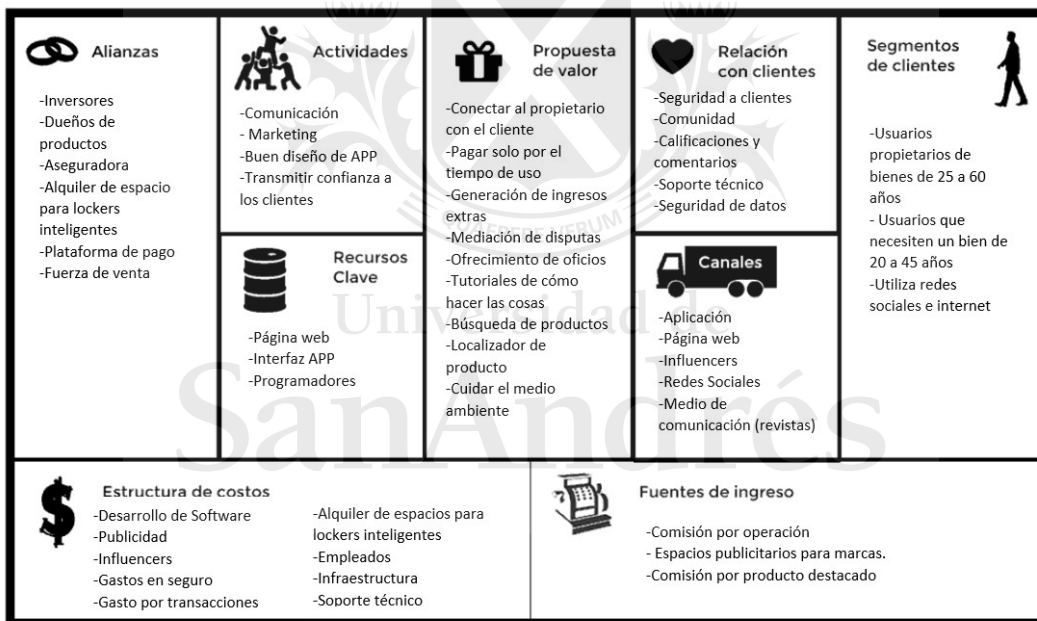 Alianzas
-Inversores
-Dueños de
productos
-Aseguradora
-Alquiler de espacio
para lockers
inteligentes
-Plataforma de pago
-Fuerza de venta
Actividades
-Comunicación
- Marketing
-Buen diseño de APP
-Transmitir confianza a
los clientes
Recursos
Clave
-Página web
-Interfaz APP
-Programadores
Propuesta
de valor
-Conectar al propietario
con el cliente
-Pagar solo por el
tiempo de uso
-Generación de ingresos
extras
-Mediación de disputas
-Ofrecimiento de oficios
-Tutoriales de cómo
hacer las cosas
-Búsqueda de productos
-Localizador de
producto
-Cuidar el medio
ambiente
Relación
con clientes
-Seguridad a clientes
-Comunidad
-Calificaciones y
comentarios
-Soporte técnico
-Seguridad de datos
Canales
-Aplicación
-Página web
-Influencers
-Redes Sociales
-Medio de
comunicación (revistas)
Segmentos
de clientes
-Usuarios
propietarios de
bienes de 25 a 60
años
- Usuarios que
necesiten un bien de
20 a 45 años
-Utiliza redes
sociales e internet
Estructura de costos
-Desarrollo de Software
-Publicidad
-Influencers
-Gastos en seguro
-Gasto por transacciones
-Alquiler de espacios para
lockers inteligentes
-Empleados
-Infraestructura
-Soporte técnico
Fuentes de ingreso
-Comisión por operación
- Espacios publicitarios para marcas.
-Comisión por producto destacado
Universidad de
SanAndrés